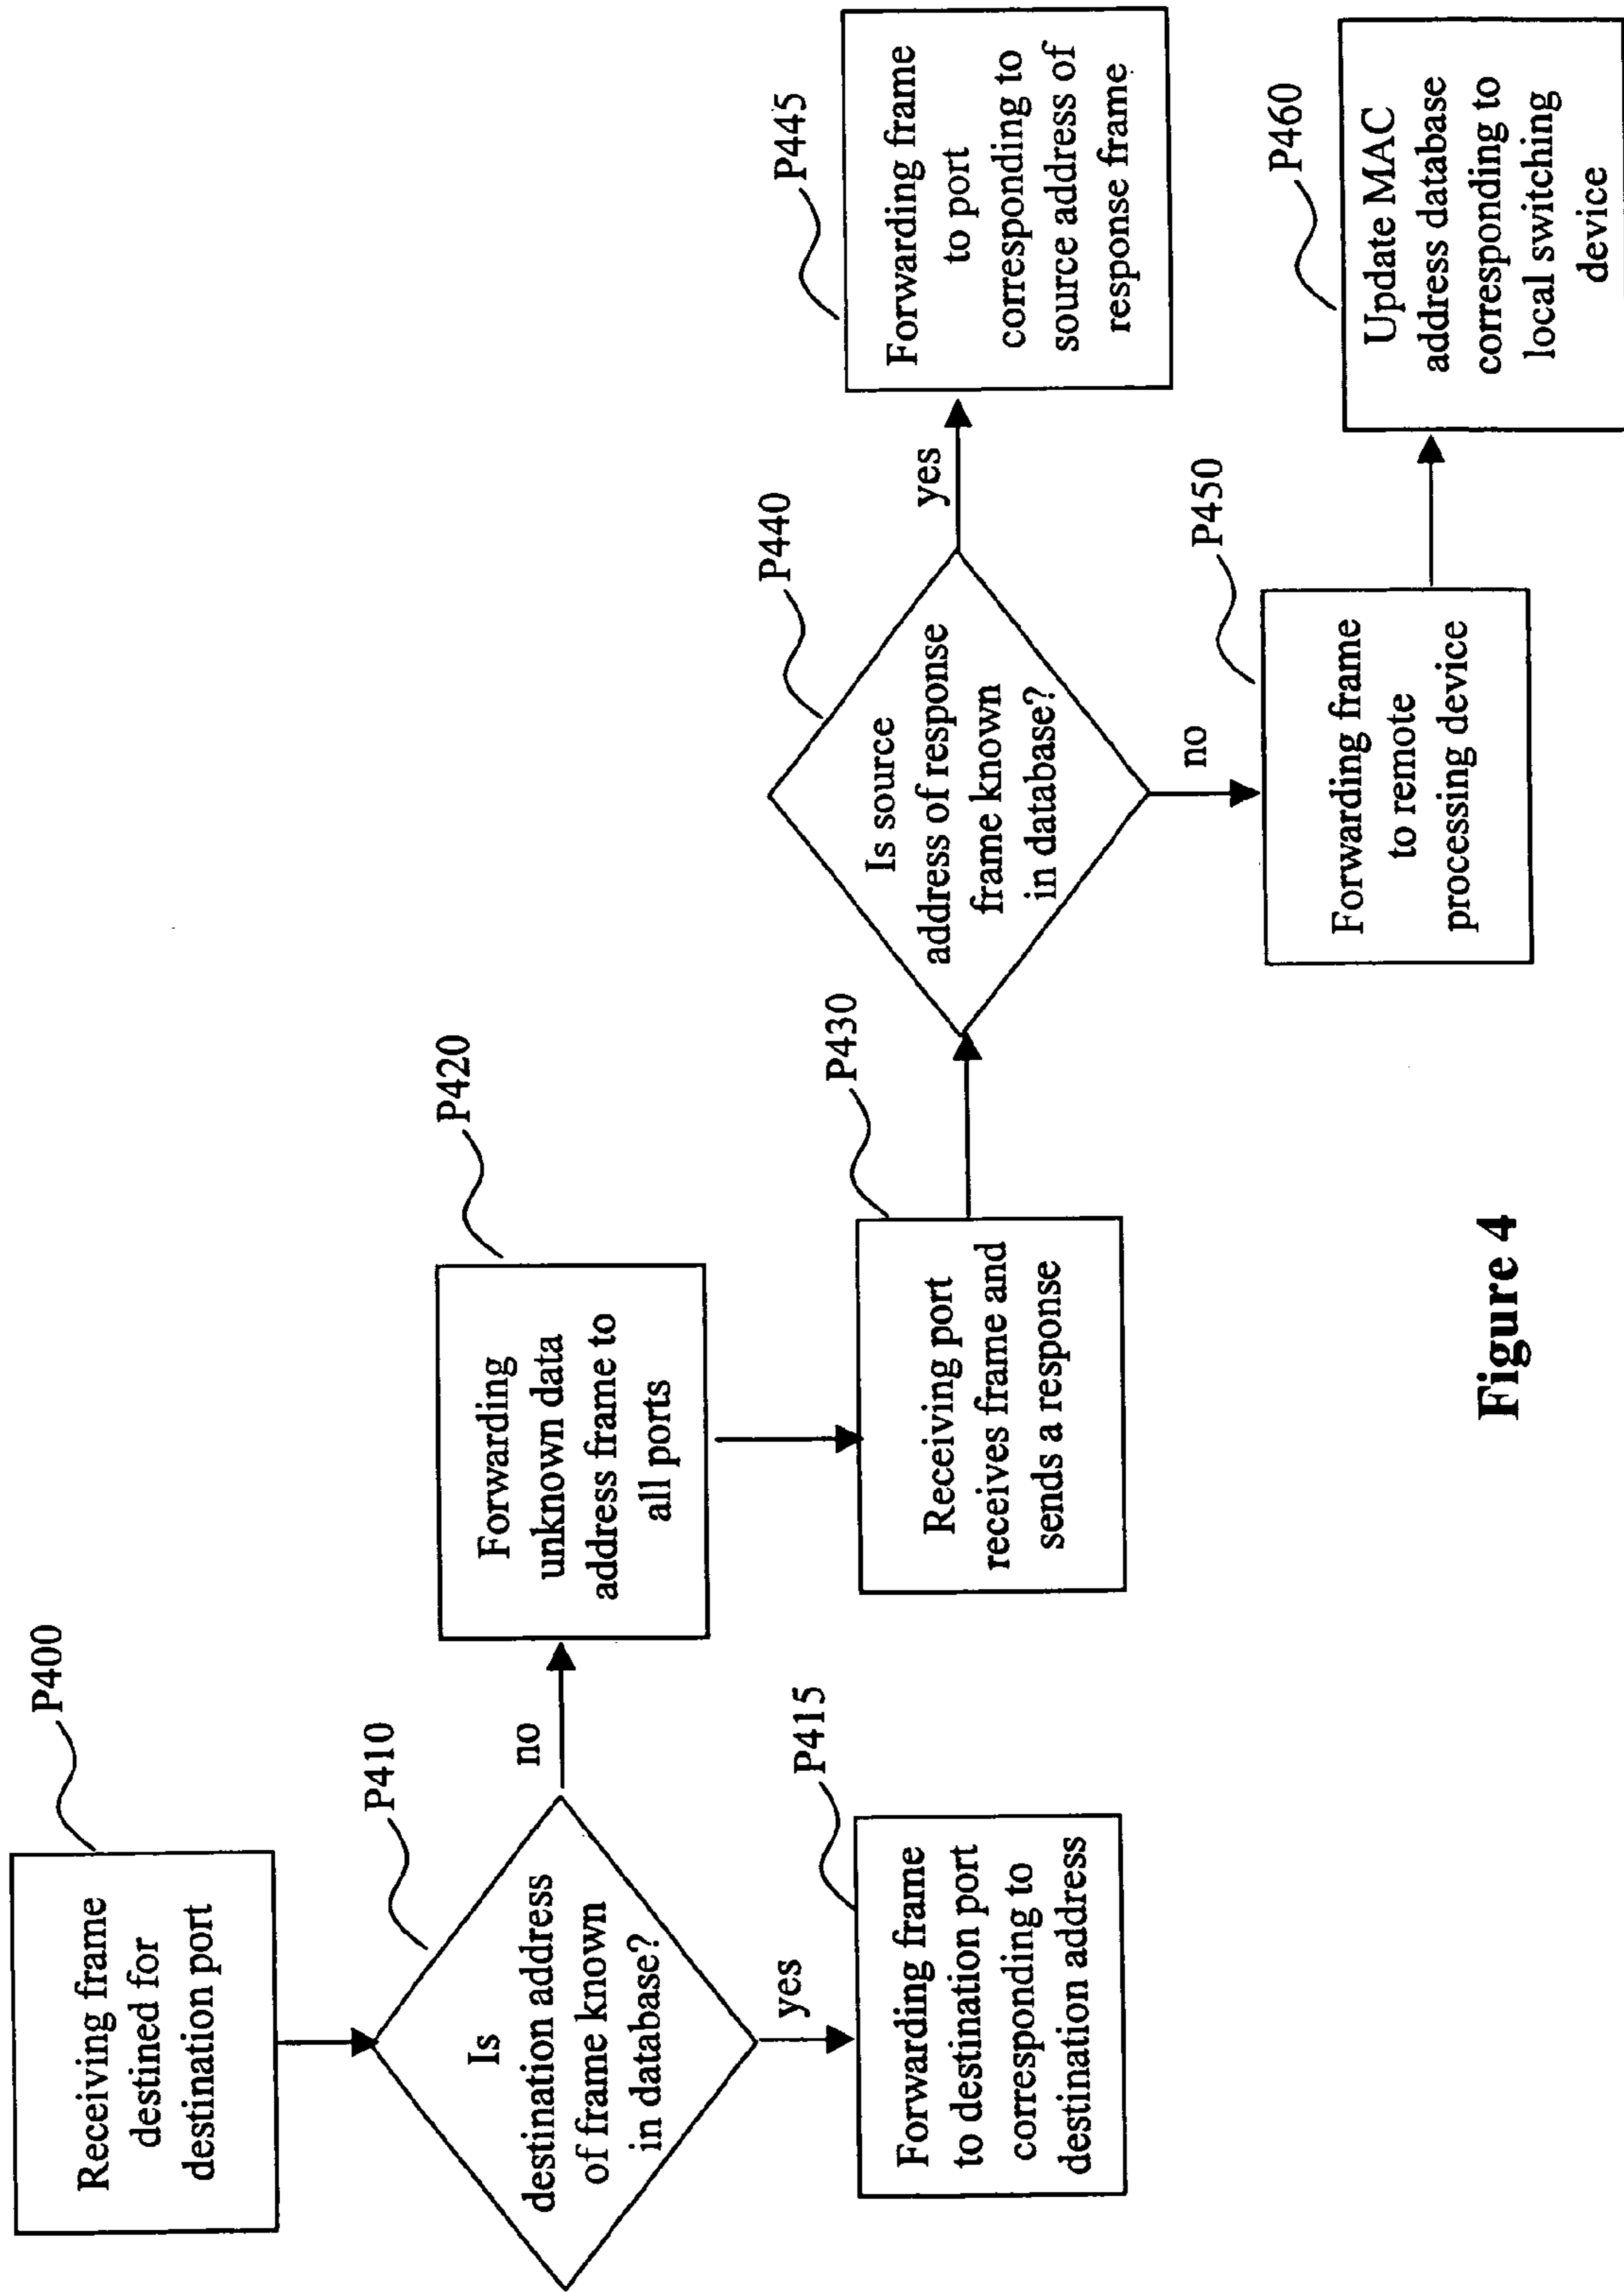 P400
Receiving frame
destined for
destination port
P410
Is
destination address
of frame known
in database?
no
yes
P415
Forwarding frame
to destination port
corresponding to
destination address
P420
Forwarding
unknown data
address frame to
all ports
P430
Receiving port
receives frame and
sends a response
P440
Is source
address of response
frame known
in database?
yes
no
P445
Forwarding frame
to port
corresponding to
source address of
response frame
P450
Forwarding frame
to remote
processing device
P460
Update MAC
address database
corresponding to
local switching
device
Figure 4